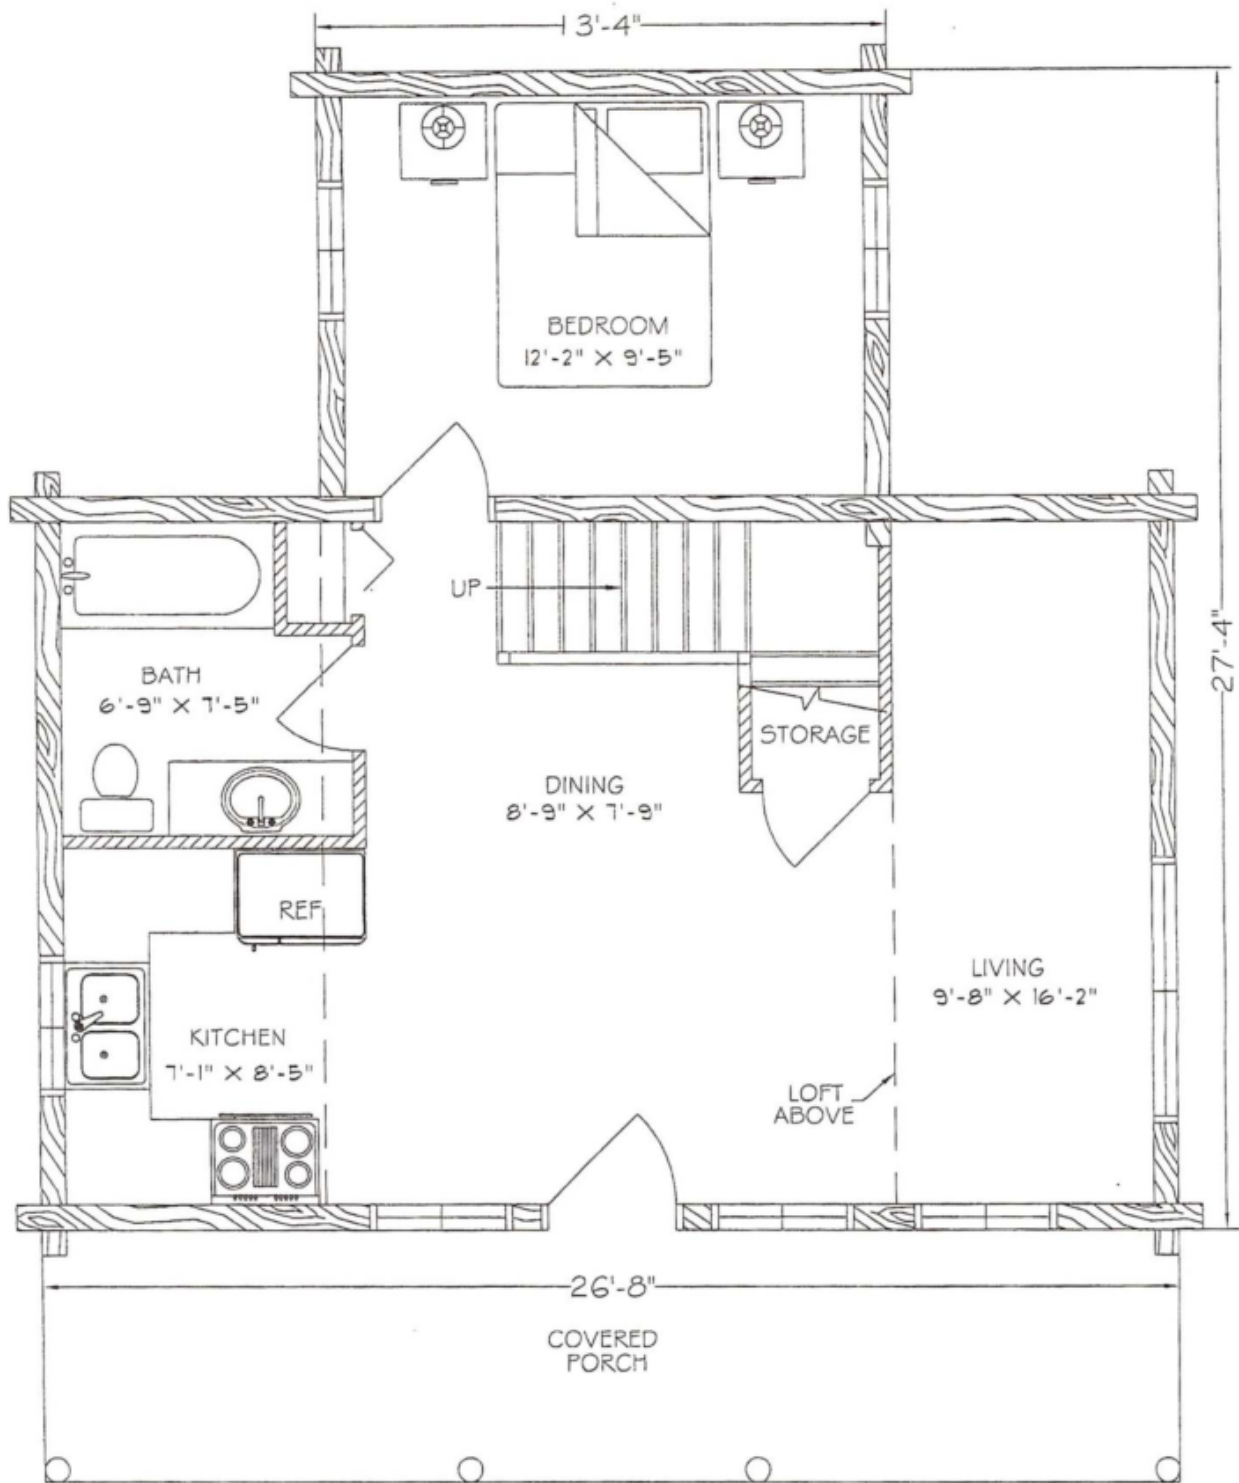 13'-4"
BEDROOM
12'-2" X 9'-5"
UP
BATH
6'-9" X 7'-5"
STORAGE
27'-4"
DINING
8'-9" X 7'-9"
REF
LIVING
9'-8" X 16'-2"
KITCHEN
7'-1" X 8'-5"
LOFT
ABOVE
26'-8"
COVERED
PORCH